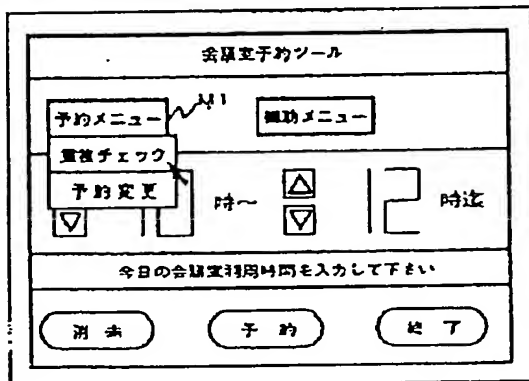 会議室予約ツール
予約メニュー
M1
補助メニュー
重複チェック
予約変更
時〜
12
時迄
今日の会議室利用時間を入力して下さい
消去
予約
終了